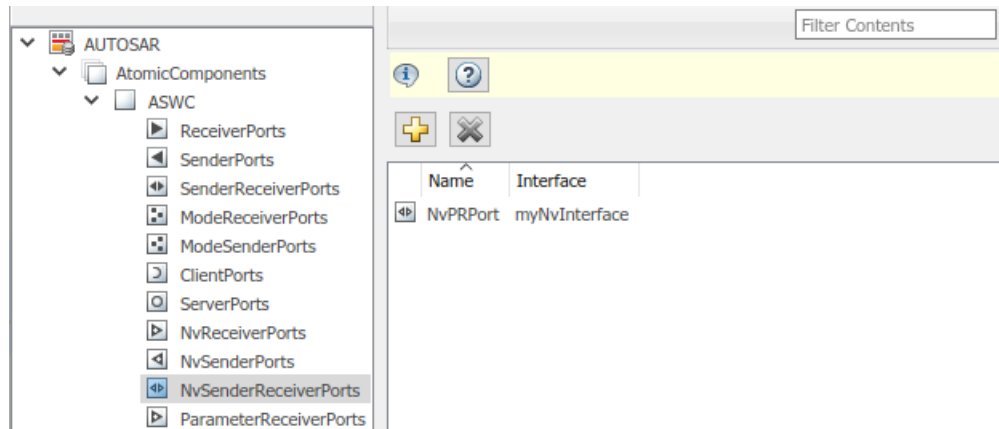 Filter Contents
AUTOSAR
AtomicComponents
ASWC
ReceiverPorts
SenderPorts
SenderReceiverPorts
ModeReceiverPorts
ModeSenderPorts
ClientPorts
ServerPorts
NvReceiverPorts
NvSenderPorts
NvSenderReceiverPorts
ParameterReceiverPorts
Name Interface
NvPRPort myNvInterface